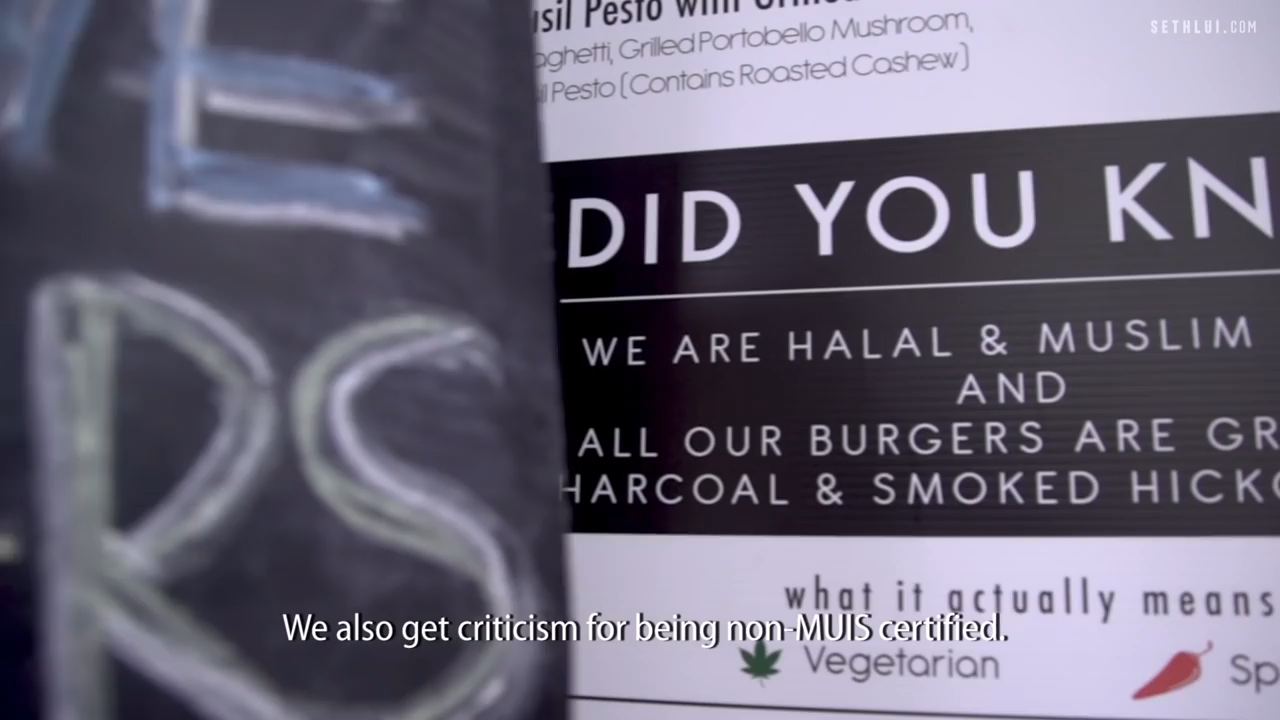 SETHLUI.COM
E
RS
Pesto with
Grilled Portobello Mushroom,
Pesto (Contains Roasted Cashew)
DID YOU KN
WE ARE HALAL & MUSLIM
AND
ALL OUR BURGERS ARE GR
HARCOAL & SMOKED HICKO
what it actually means
Vegetarian
Sp
We also get criticism for being non-MUIS certified.